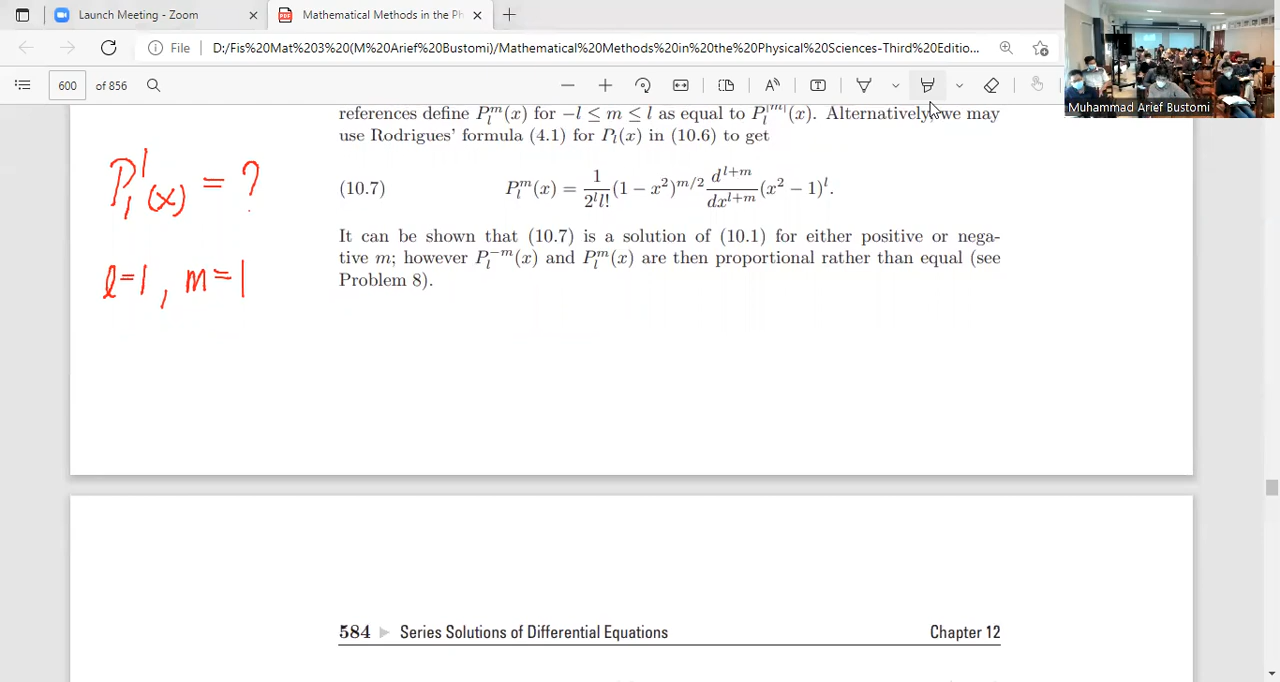 Launch Meeting - Zoom
Mathematical Methods in the Ph
File D:/Fis%20Mat%203%20(M%20Arief%20Bustomi)/Mathematical%20Methods%20in%20the%20Physical%20Sciences-Third%20Editio...
600 of 856
Muhammad Arief Bustomi
references define P_l^m(x) for −l ≤ m ≤ l as equal to P_l^{|m|}(x). Alternatively, we may
use Rodrigues’ formula (4.1) for P_l(x) in (10.6) to get
P_1^1(x) = ?
(10.7) P_l^m(x) = \frac{1}{2^l l!}(1 − x^2)^{m/2} \frac{d^{l+m}}{dx^{l+m}}(x^2 − 1)^l.
It can be shown that (10.7) is a solution of (10.1) for either positive or nega-
tive m; however P_l^{−m}(x) and P_l^m(x) are then proportional rather than equal (see
Problem 8).
l=1, m=1
584 ▶ Series Solutions of Differential Equations Chapter 12